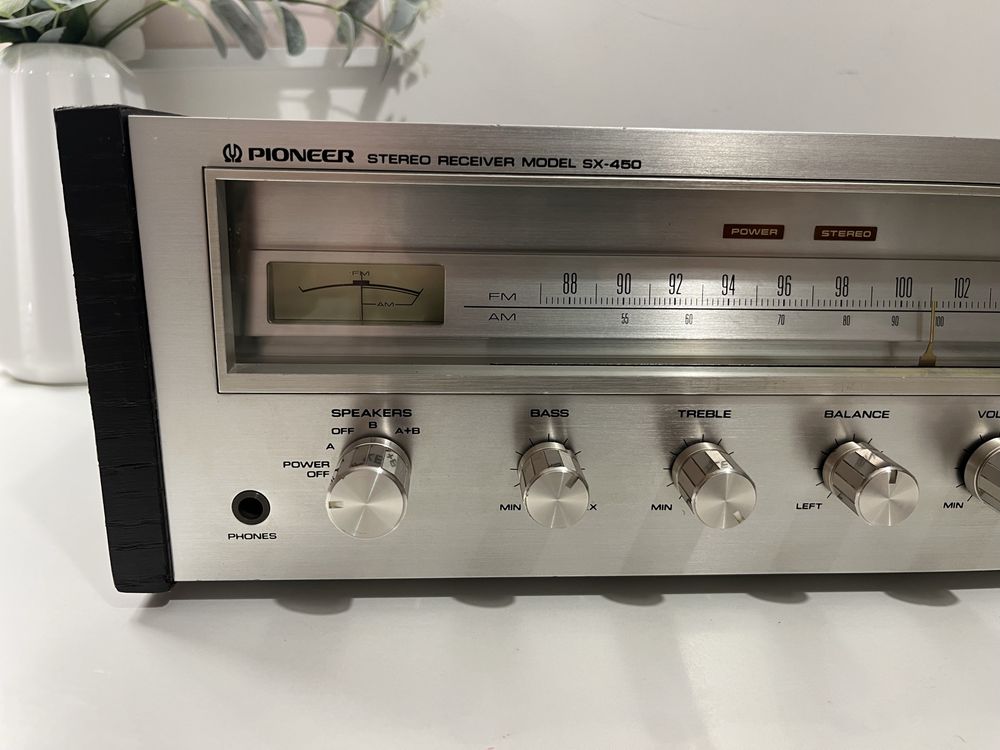 PIONEER STEREO RECEIVER MODEL SX-450
POWER STEREO
FM
AM
FM 88 90 92 94 96 98 100 102
AM 55 60 70 80 90 100
SPEAKERS
OFF B A+B
A
POWER
OFF
PHONES
BASS
MIN
TREBLE
MIN
BALANCE
LEFT
VOL
MIN